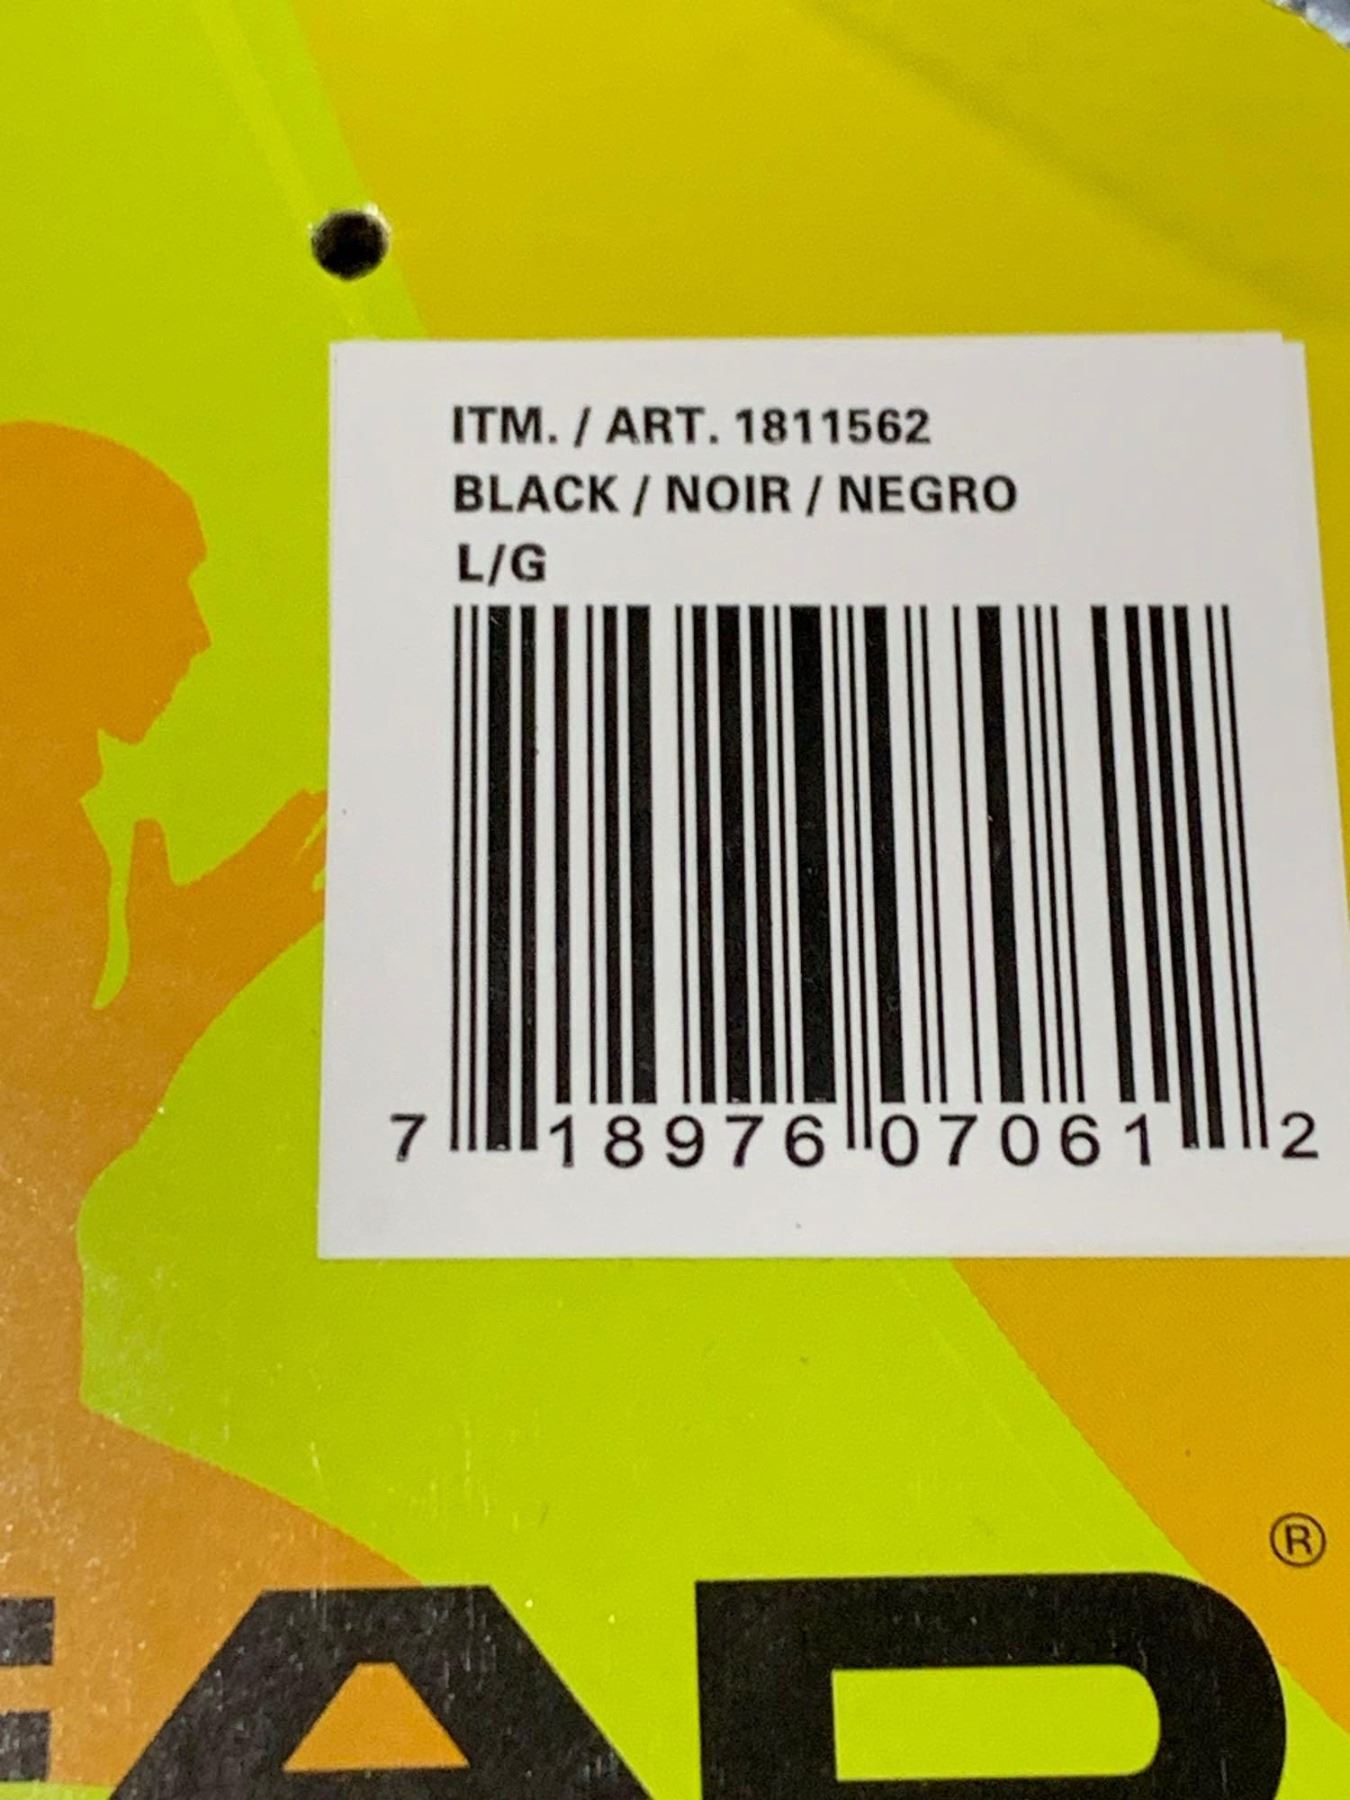 ITM. / ART. 1811562
BLACK / NOIR / NEGRO
L/G
7 18976 07061 2
®